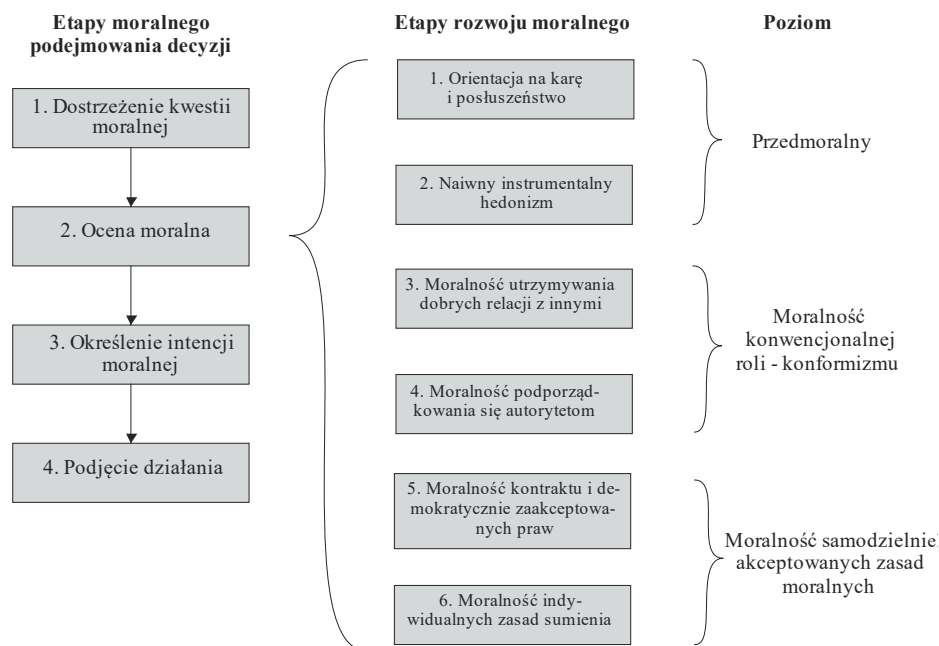 Etapy moralnego
podejmowania decyzji
1. Dostrzeżenie kwestii
moralnej
2. Ocena moralna
3. Określenie intencji
moralnej
4. Podjęcie działania
Etapy rozwoju moralnego
1. Orientacja na karę
i posłuszeństwo
2. Naiwny instrumentalny
hedonizm
3. Moralność utrzymywania
dobrych relacji z innymi
4. Moralność podporząd-
kowania się autorytetom
5. Moralność kontraktu i de-
mokratycznie zaakceptowa-
nych praw
6. Moralność indy-
widualnych zasad sumienia
Poziom
Przedmoralny
Moralność
konwencjonalnej
roli - konformizmu
Moralność samodzielnie
akceptowanych zasad
moralnych